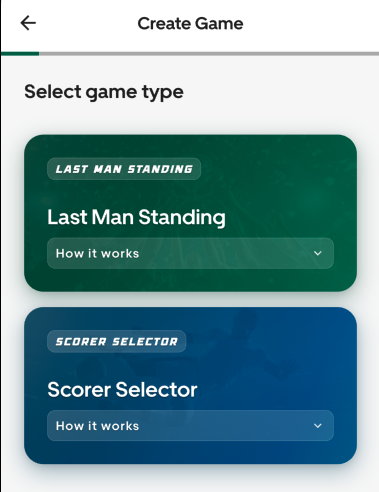 Create Game
Select game type
LAST MAN STANDING
Last Man Standing
How it works
SCORER SELECTOR
Scorer Selector
How it works